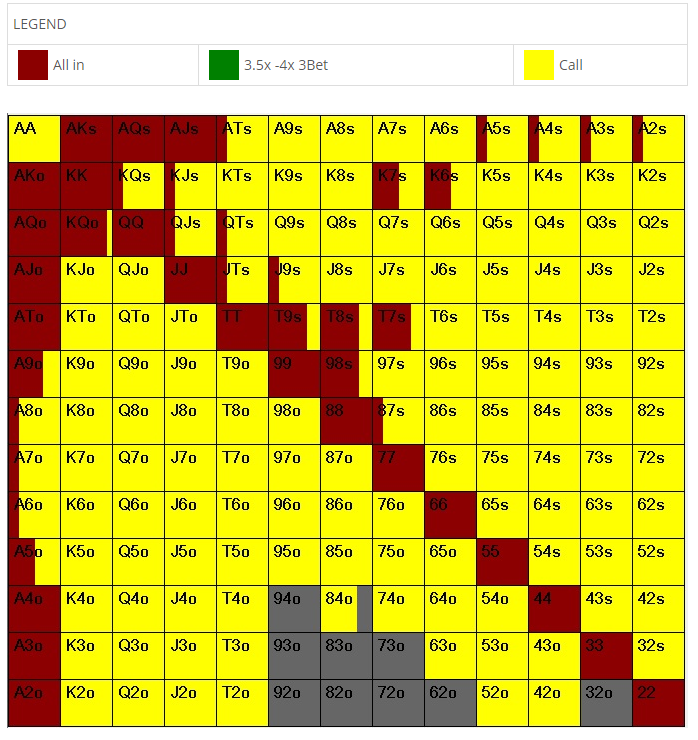 LEGEND
All in 3.5x -4x 3Bet Call
AA AKs AQs AJs ATs A9s A8s A7s A6s A5s A4s A3s A2s
AKo KK KQs KJs KTs K9s K8s K7s K6s K5s K4s K3s K2s
AQo KQo QQ QJs QTs Q9s Q8s Q7s Q6s Q5s Q4s Q3s Q2s
AJo KJo QJo JJ JTs J9s J8s J7s J6s J5s J4s J3s J2s
ATo KTo QTo JTo TT T9s T8s T7s T6s T5s T4s T3s T2s
A9o K9o Q9o J9o T9o 99 98s 97s 96s 95s 94s 93s 92s
A8o K8o Q8o J8o T8o 98o 88 87s 86s 85s 84s 83s 82s
A7o K7o Q7o J7o T7o 97o 87o 77 76s 75s 74s 73s 72s
A6o K6o Q6o J6o T6o 96o 86o 76o 66 65s 64s 63s 62s
A5o K5o Q5o J5o T5o 95o 85o 75o 65o 55 54s 53s 52s
A4o K4o Q4o J4o T4o 94o 84o 74o 64o 54o 44 43s 42s
A3o K3o Q3o J3o T3o 93o 83o 73o 63o 53o 43o 33 32s
A2o K2o Q2o J2o T2o 92o 82o 72o 62o 52o 42o 32o 22